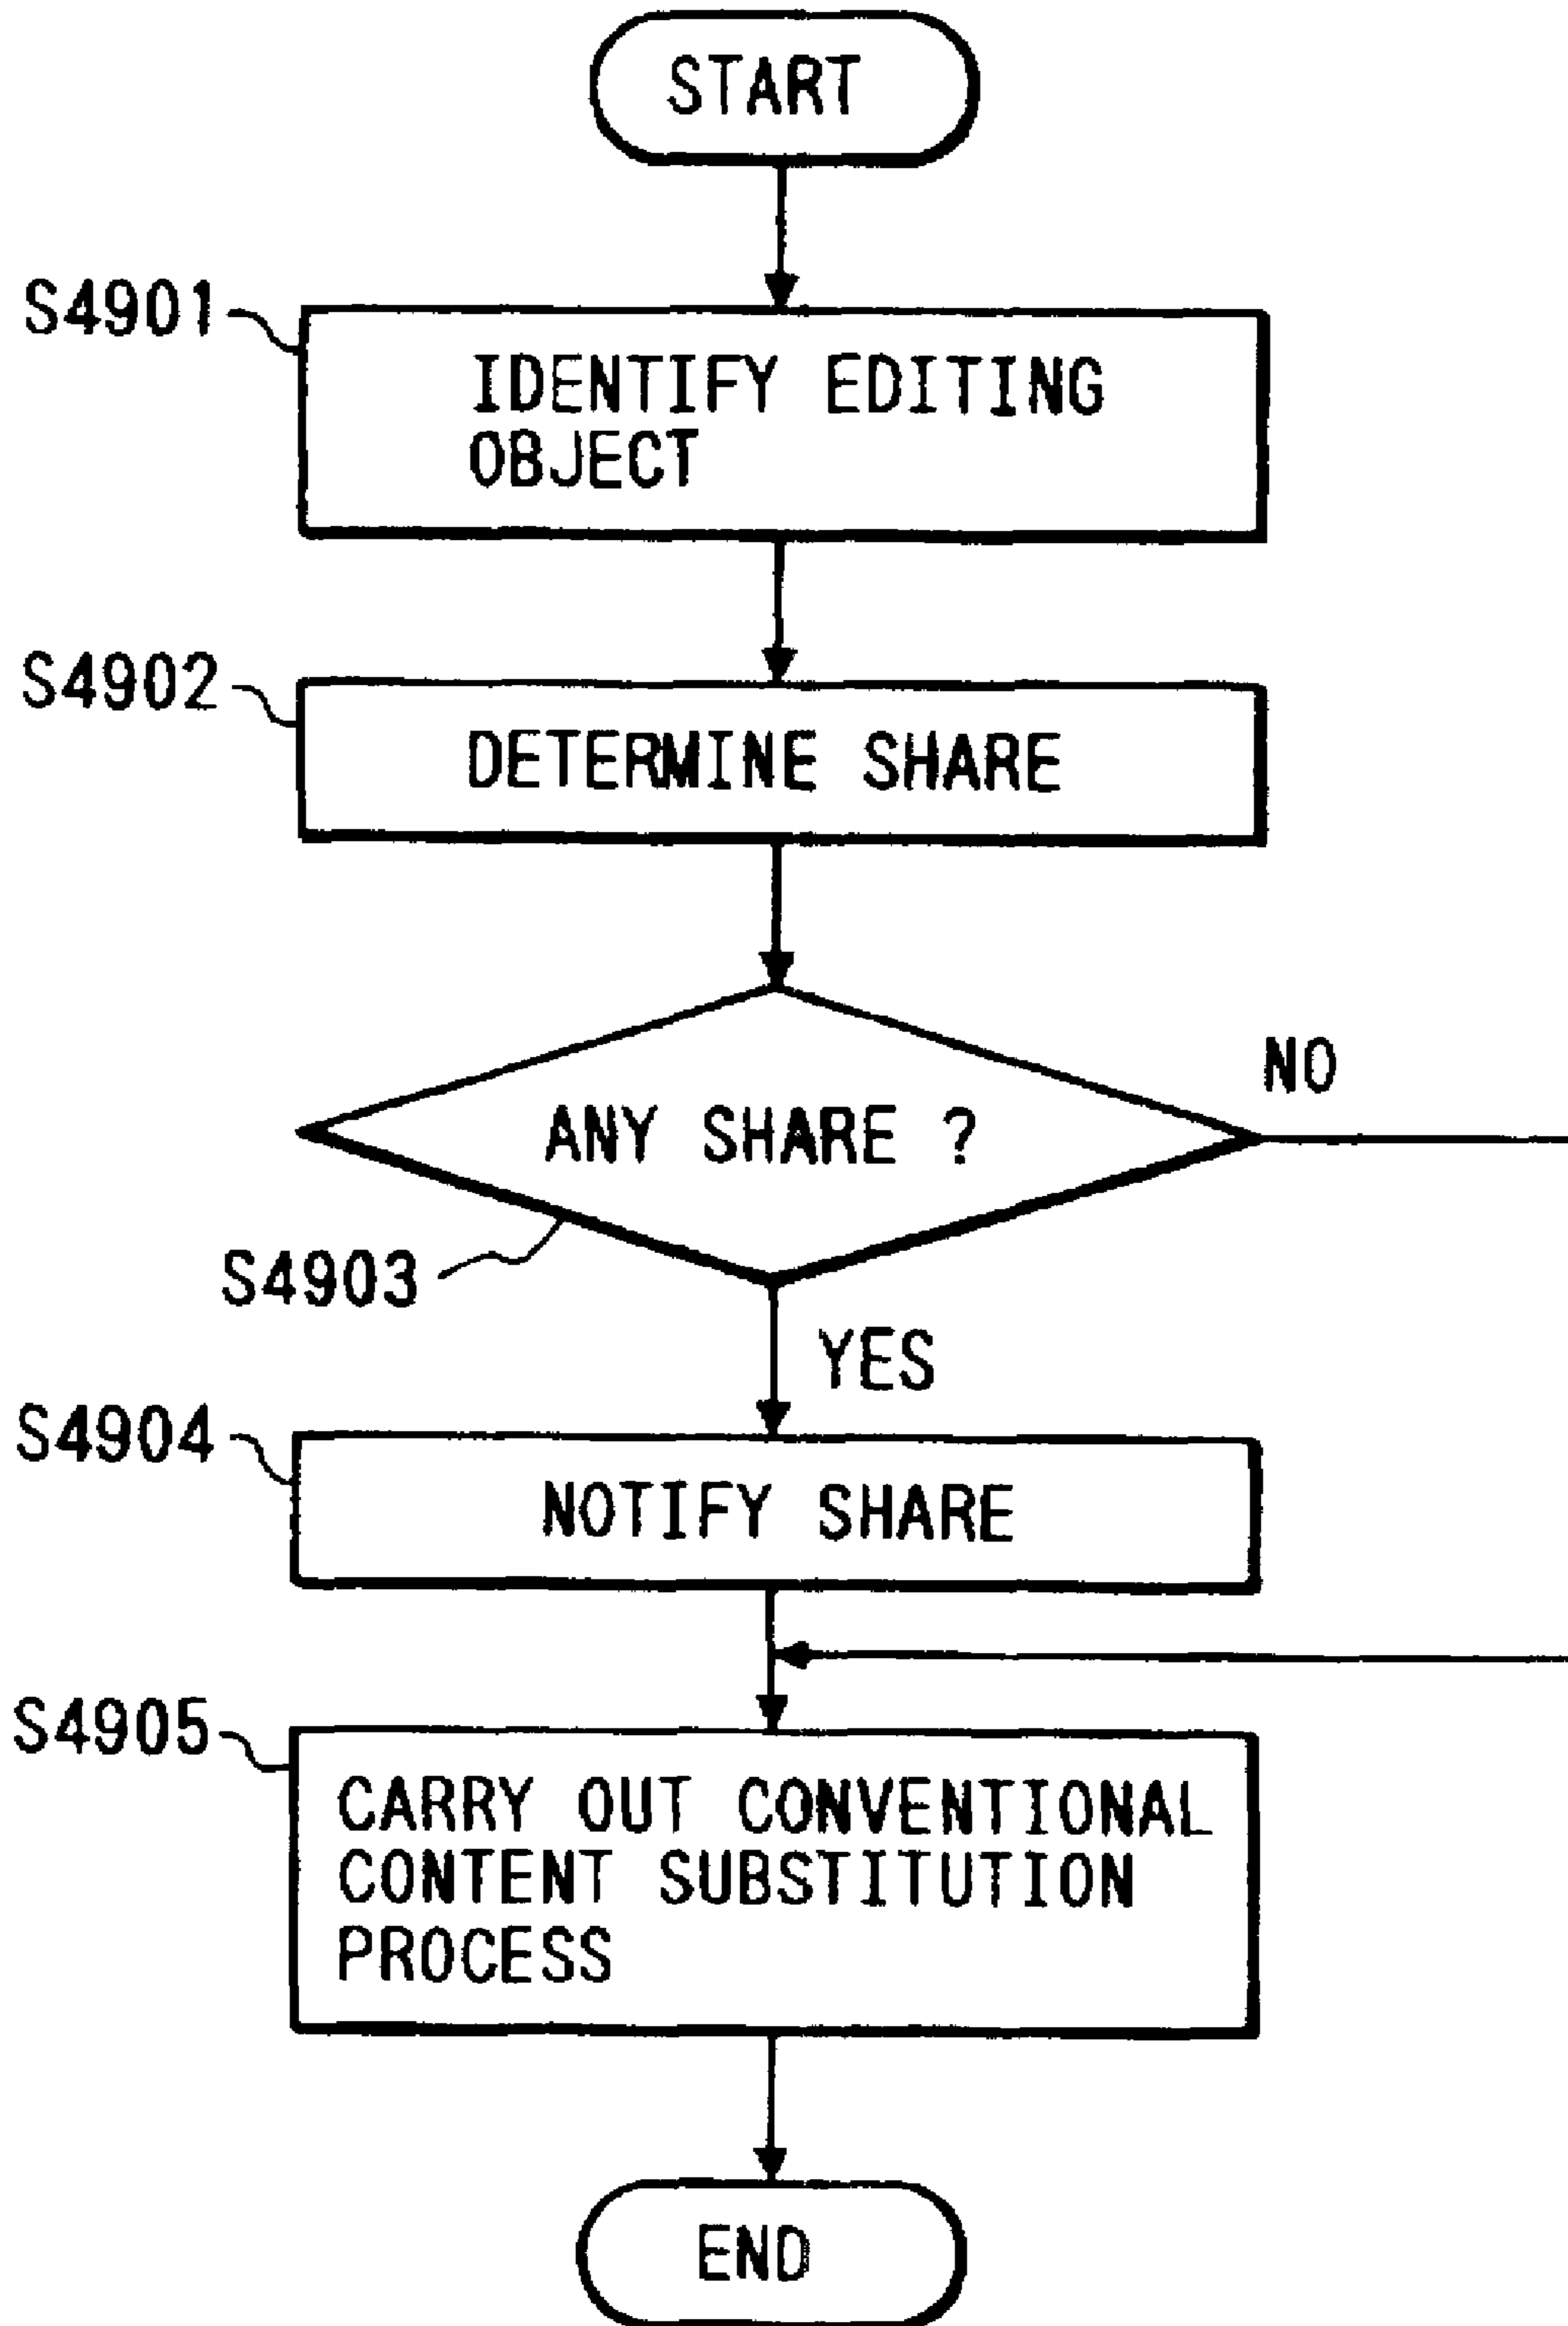 START
S4901
IDENTIFY EDITING
OBJECT
S4902
DETERMINE SHARE
NO
ANY SHARE ?
S4903
YES
S4904
NOTIFY SHARE
S4905
CARRY OUT CONVENTIONAL
CONTENT SUBSTITUTION
PROCESS
END